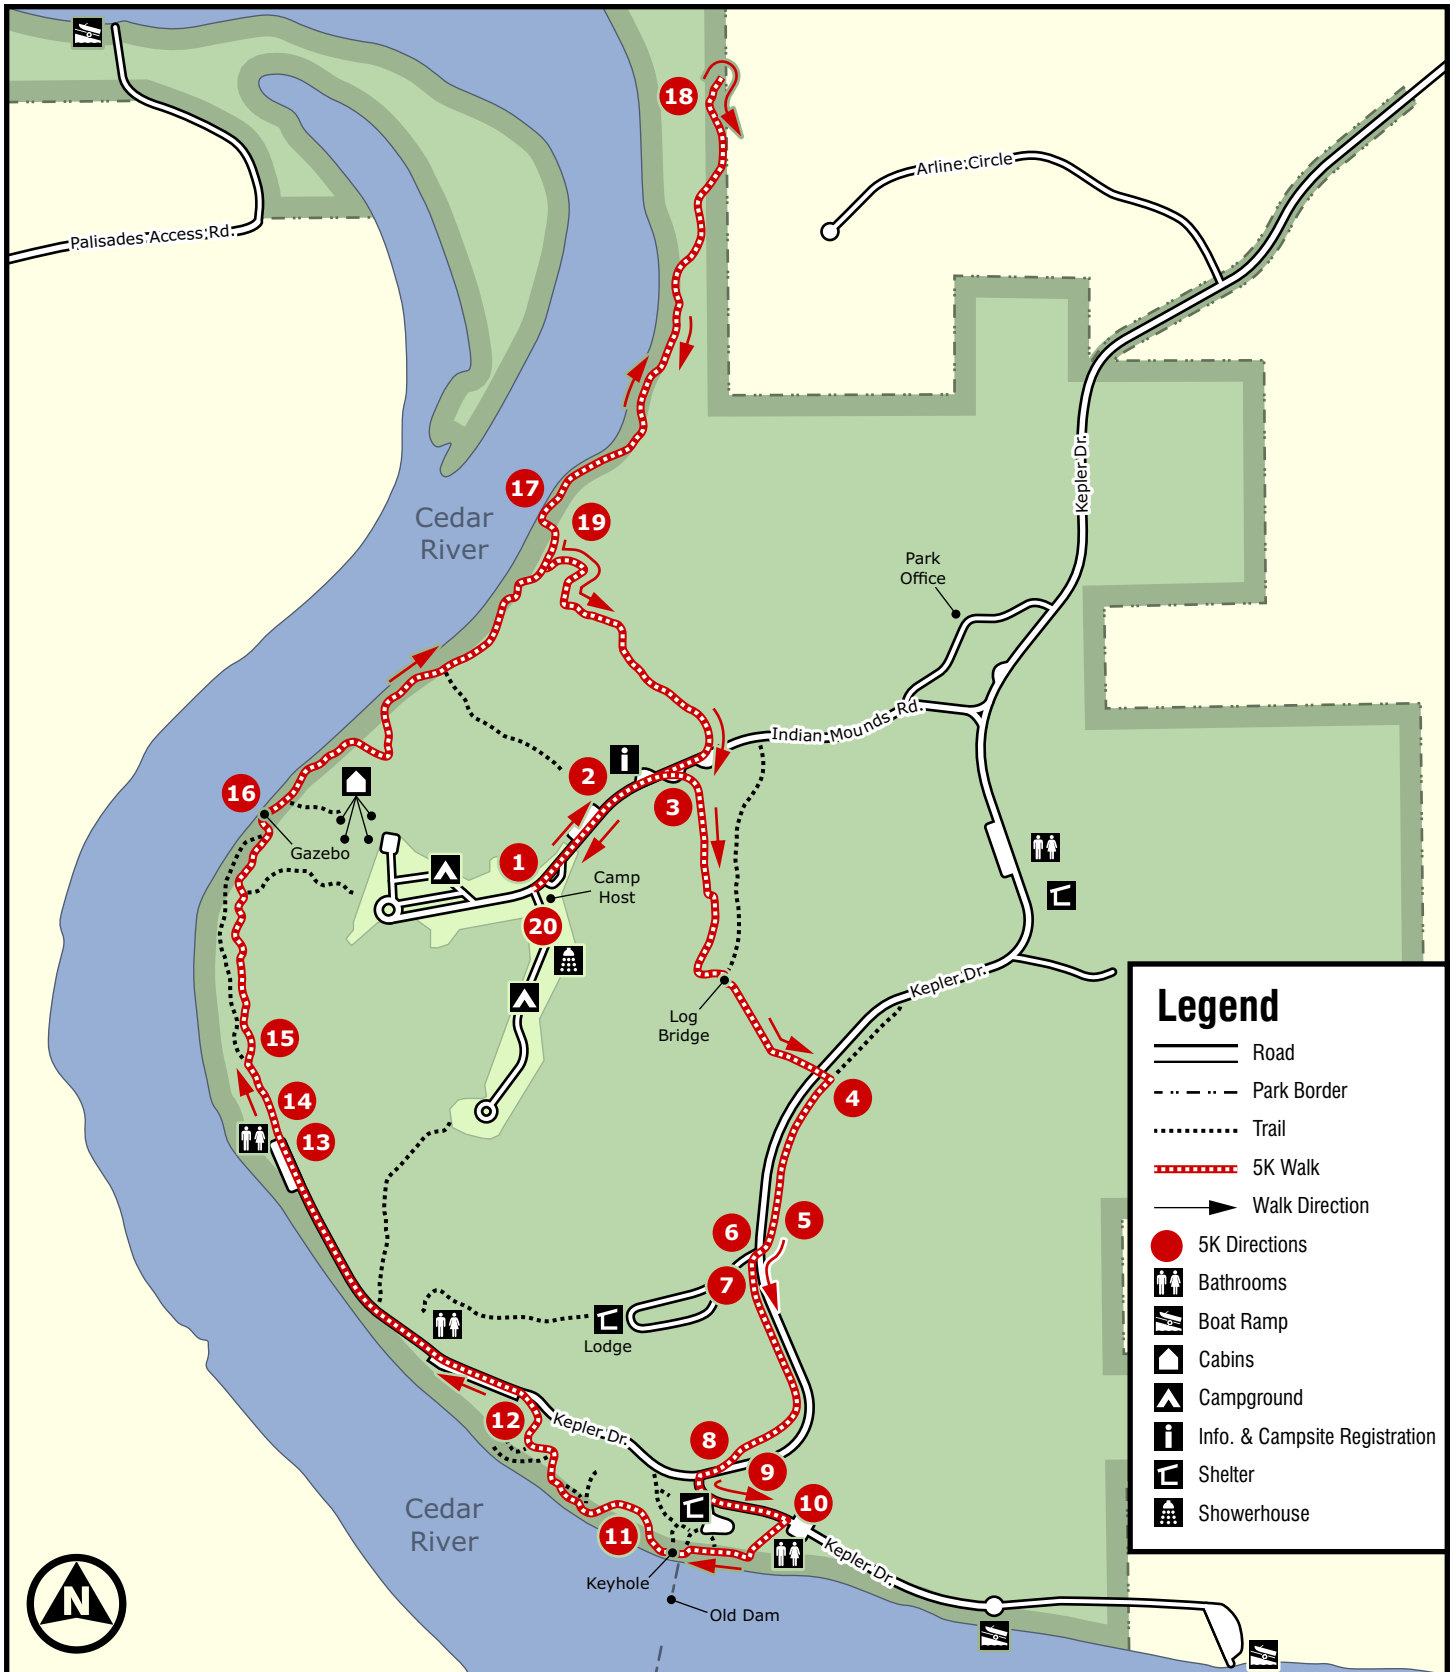 18
Arline Circle
Palisades Access Rd.
Kepler Dr.
17
19
Cedar
River
Park
Office
Indian Mounds Rd.
2
16
3
Gazebo
1
Camp
Host
20
Kepler Dr.
Log
Bridge
15
14
4
13
5
6
7
Lodge
12
Kepler Dr.
8
9
10
Cedar
River
11
Kepler Dr.
Keyhole
Old Dam
N
Legend
Road
Park Border
Trail
5K Walk
Walk Direction
5K Directions
Bathrooms
Boat Ramp
Cabins
Campground
Info. & Campsite Registration
Shelter
Showerhouse